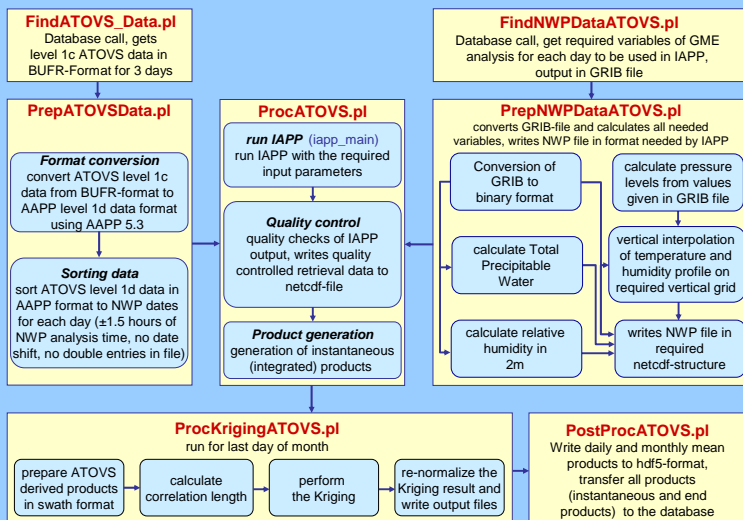 FindATOVS_Data.pl
Database call, gets
level 1c ATOVS data in
BUFR-Format for 3 days
FindNWPDataATOVS.pl
Database call, get required variables of GME
analysis for each day to be used in IAPP,
output in GRIB file
PrepATOVSData.pl
Format conversion
convert ATOVS level 1c
data from BUFR-format to
AAPP level 1d data format
using AAPP 5.3
Sorting data
sort ATOVS level 1d data in
AAPP format to NWP dates
for each day (±1.5 hours of
NWP analysis time, no date
shift, no double entries in file)
ProcATOVS.pl
run IAPP (iapp_main)
run IAPP with the required
input parameters
Quality control
quality checks of IAPP
output, writes quality
controlled retrieval data to
netcdf-file
Product generation
generation of instantaneous
(integrated) products
PrepNWPDataATOVS.pl
converts GRIB-file and calculates all needed
variables, writes NWP file in format needed by IAPP
Conversion of
GRIB to
binary format
calculate pressure
levels from values
given in GRIB file
calculate Total
Precipitable
Water
vertical interpolation
of temperature and
humidity profile on
required vertical grid
calculate relative
humidity in
2m
writes NWP file in
required
netcdf-structure
ProcKrigingATOVS.pl
run for last day of month
prepare ATOVS
derived products
in swath format
calculate
correlation length
perform
the Kriging
re-normalize the
Kriging result and
write output files
PostProcATOVS.pl
Write daily and monthly mean
products to hdf5-format,
transfer all products
(instantaneous and end
products) to the database